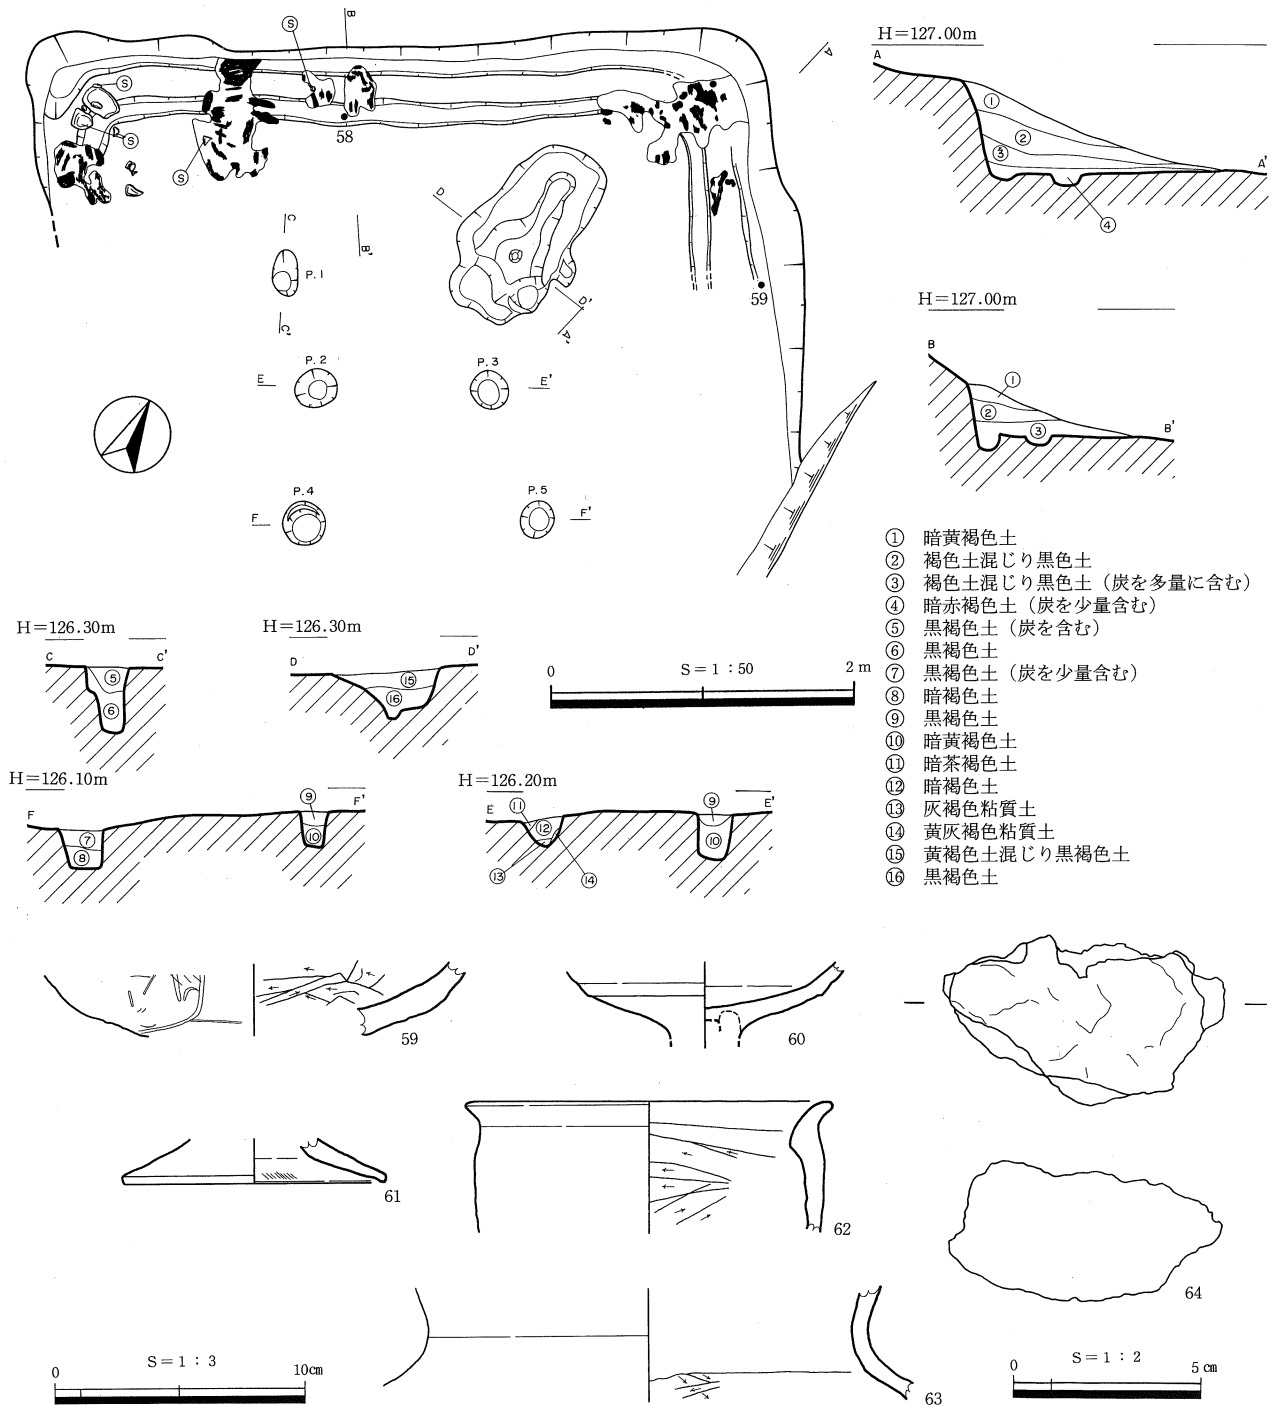 B
S
A
H＝127.00m
A
①
②
③
A'
④
S
S
S
58
D
C
B'
P.1
D'
A'
C'
59
H＝127.00m
B
①
②
③
B'
P.2
P.3
E
E'
P.4
P.5
F
F'
① 暗黄褐色土
② 褐色土混じり黒色土
③ 褐色土混じり黒色土（炭を多量に含む）
④ 暗赤褐色土（炭を少量含む）
⑤ 黒褐色土（炭を含む）
⑥ 黒褐色土
⑦ 黒褐色土（炭を少量含む）
⑧ 暗褐色土
⑨ 黒褐色土
⑩ 暗黄褐色土
⑪ 暗茶褐色土
⑫ 暗褐色土
⑬ 灰褐色粘質土
⑭ 黄灰褐色粘質土
⑮ 黄褐色土混じり黒褐色土
⑯ 黒褐色土
H＝126.30m
C
C'
⑤
⑥
H＝126.30m
D
D'
⑮
⑯
0 S＝1：50 2m
H＝126.10m
F
F'
⑨
⑦
⑧
⑩
H＝126.20m
E
E'
⑪
⑫
⑨
⑩
⑬
⑭
59
60
61
62
64
63
0 S＝1：3 10cm
0 S＝1：2 5cm